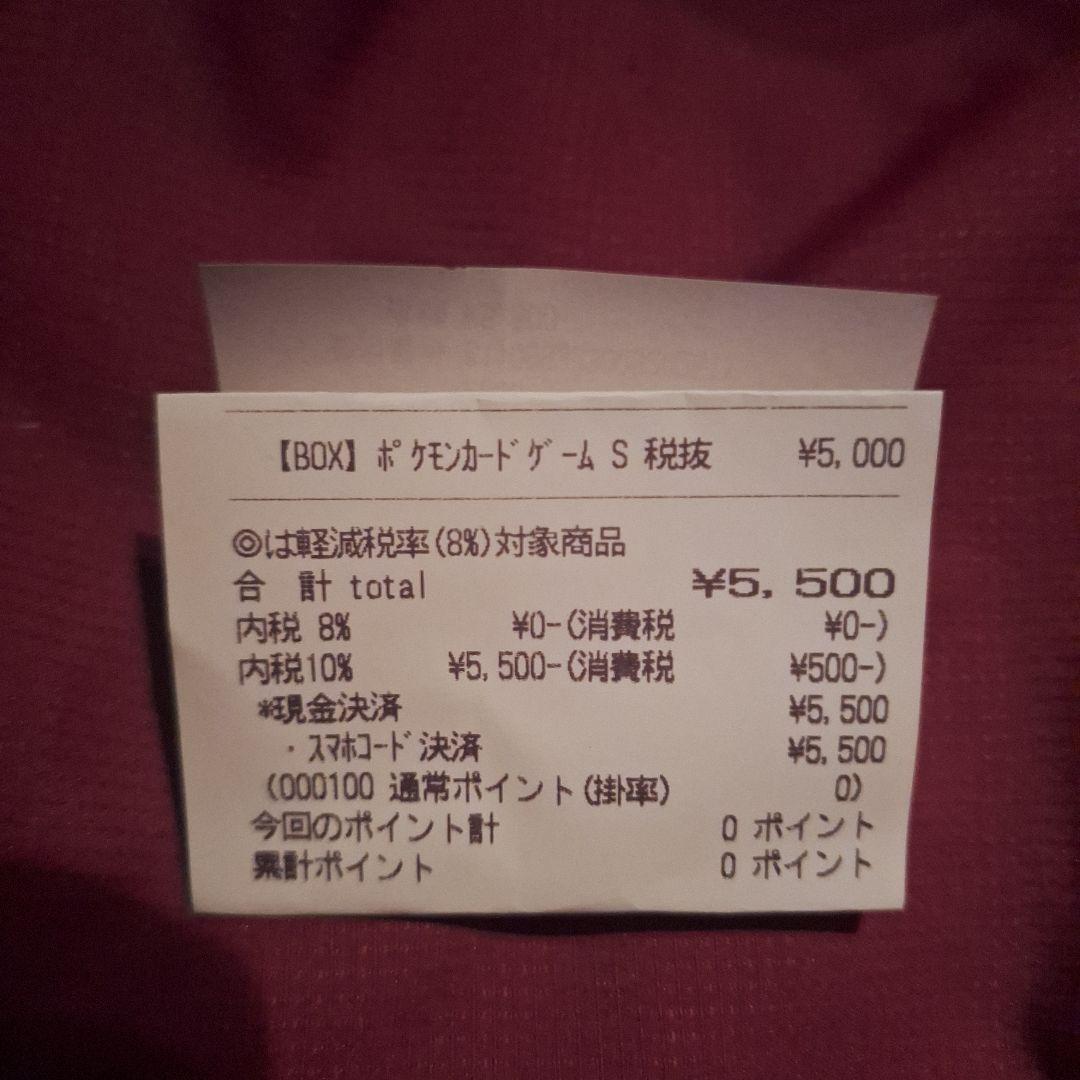 【BOX】ﾎﾟｹﾓﾝｶｰﾄﾞｹﾞｰﾑ S 税抜 ¥5,000
◎は軽減税率(8%)対象商品
合 計 total ¥5,500
内税 8% ¥0-(消費税 ¥0-)
内税10% ¥5,500-(消費税 ¥500-)
*現金決済 ¥5,500
・ｽﾏﾎｺｰﾄﾞ決済 ¥5,500
(000100 通常ポイント(掛率) 0)
今回のポイント計 0 ポイント
累計ポイント 0 ポイント